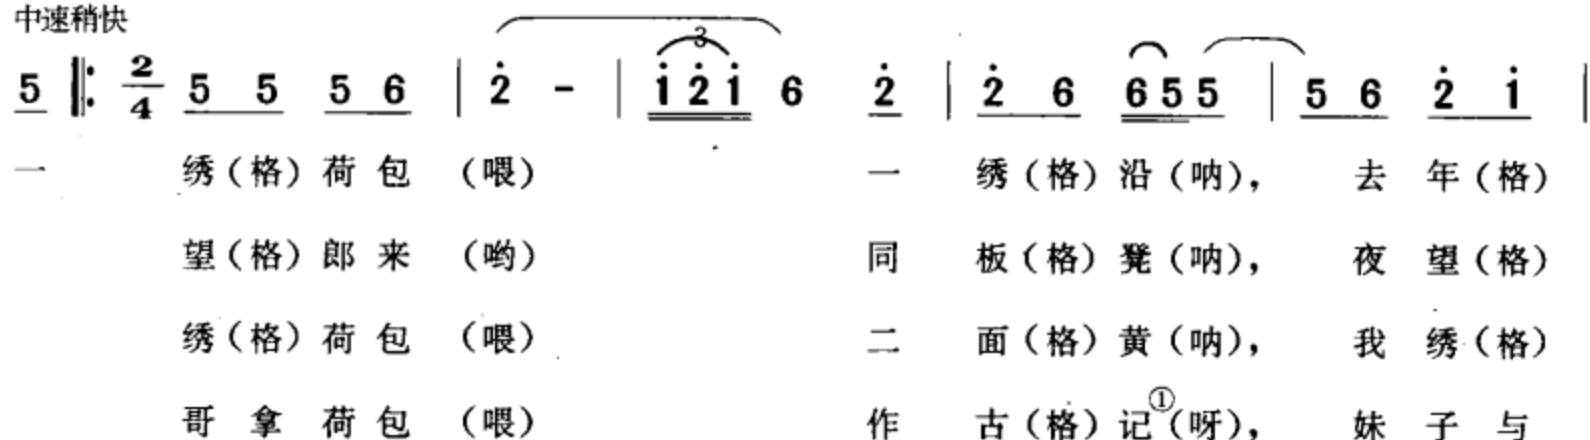 中速稍快
3
5 2/4 5 5 5 6 2 - 1 2 1 6 2 2 6 6 5 5 5 6 2 1
一 绣（格）荷 包 （喂） 一 绣（格）沿（呐）， 去 年（格）
望（格）郎 来 （哟） 同 板（格）凳（呐）， 夜 望（格）
绣（格）荷 包 （喂） 二 面（格）黄（呐）， 我 绣（格）
哥 拿 荷 包 （喂） 作 古（格）记①（呀）， 妹 子 与